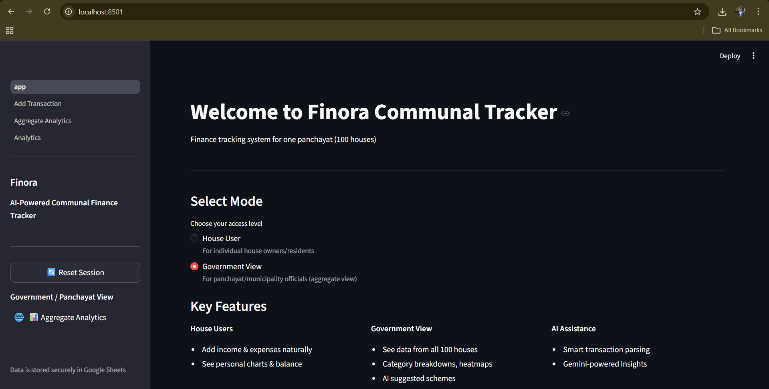 localhost:8501
All Bookmarks
Deploy
app
Add Transaction
Aggregate Analytics
Analytics
Finora
AI-Powered Communal Finance
Tracker
Reset Session
Government / Panchayat View
Aggregate Analytics
Data is stored securely in Google Sheets
Welcome to Finora Communal Tracker
Finance tracking system for one panchayat (100 houses)
Select Mode
Choose your access level
House User
For individual house owners/residents
Government View
For panchayat/municipality officials (aggregate view)
Key Features
House Users
• Add income & expenses naturally
• See personal charts & balance
Government View
• See data from all 100 houses
• Category breakdowns, heatmaps
• AI suggested schemes
AI Assistance
• Smart transaction parsing
• Gemini-powered insights